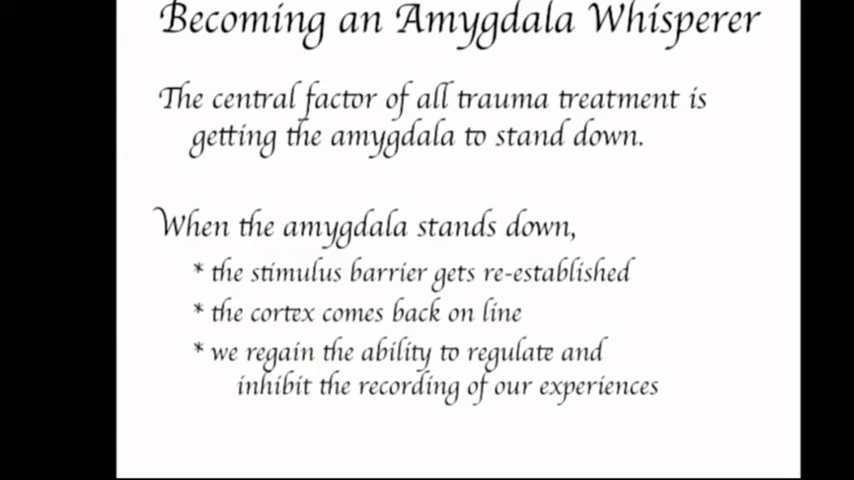 Becoming an Amygdala Whisperer
The central factor of all trauma treatment is
getting the amygdala to stand down.
When the amygdala stands down,
* the stimulus barrier gets re-established
* the cortex comes back on line
* we regain the ability to regulate and
inhibit the recording of our experiences